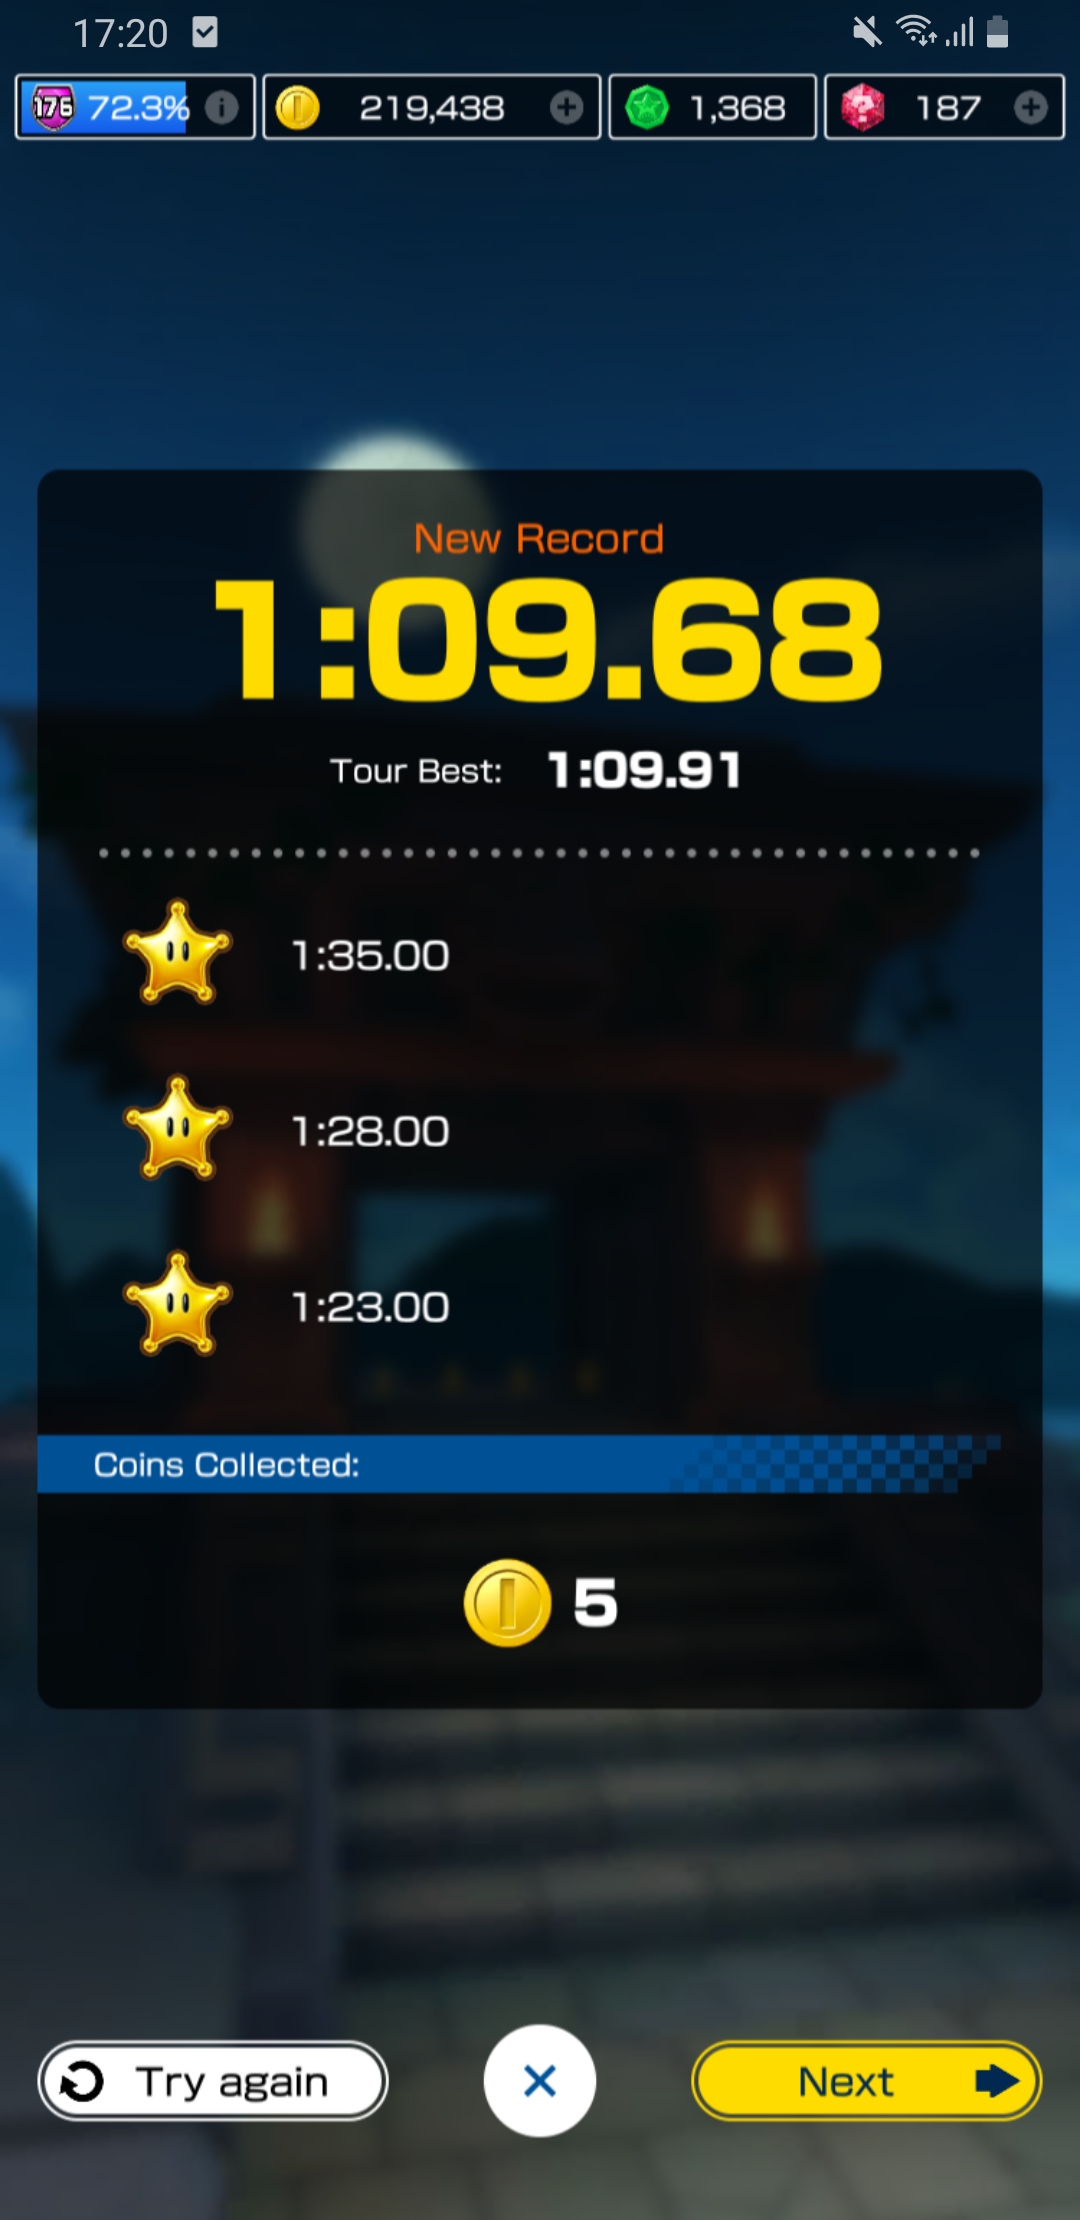 17:20
176 72.3% 219,438 1,368 187
New Record
1:09.68
Tour Best: 1:09.91
1:35.00
1:28.00
1:23.00
Coins Collected:
5
Try again
Next